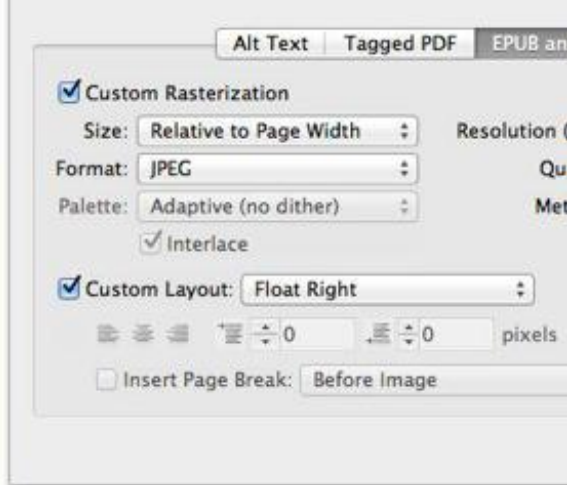 Alt Text Tagged PDF EPUB an
Custom Rasterization
Size: Relative to Page Width Resolution (
Format: JPEG Qu
Palette: Adaptive (no dither) Met
Interlace
Custom Layout: Float Right
0 0 pixels
Insert Page Break: Before Image